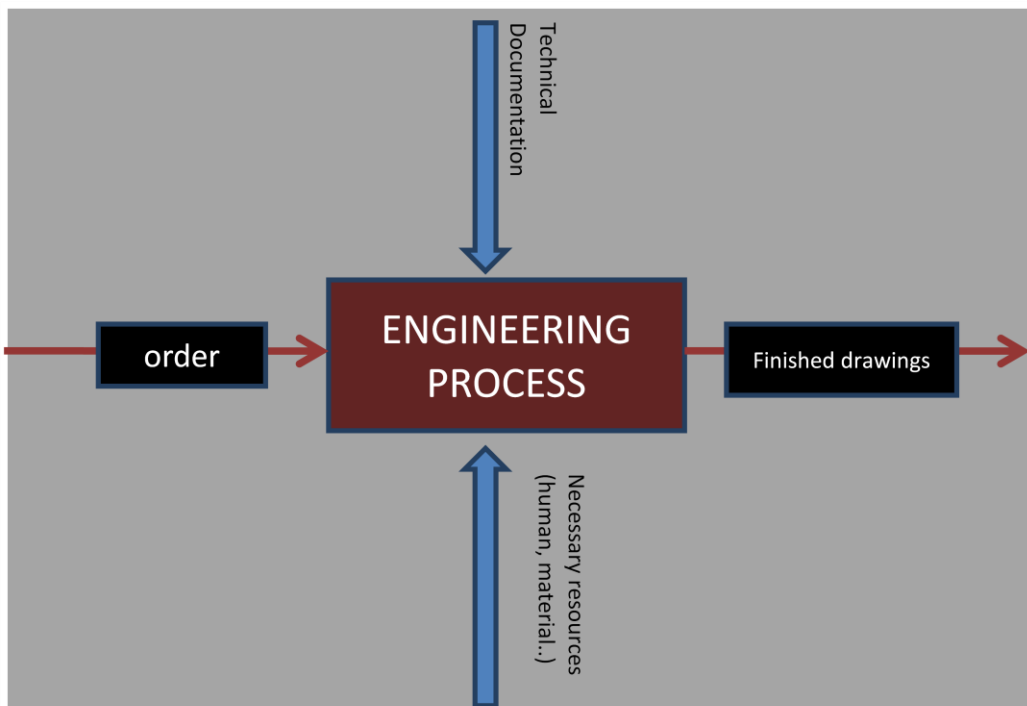 Technical
Documentation
order
ENGINEERING
PROCESS
Finished drawings
Necessary resources
(human, material..)